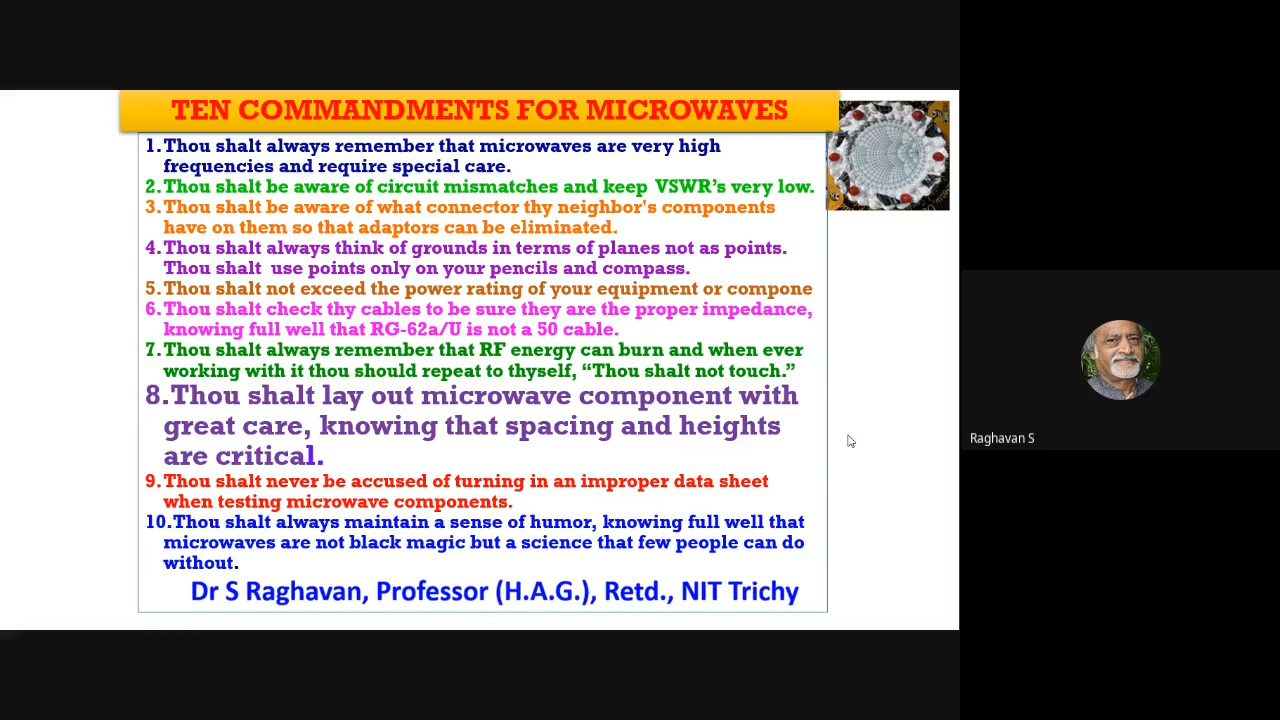 TEN COMMANDMENTS FOR MICROWAVES
1. Thou shalt always remember that microwaves are very high
frequencies and require special care.
2. Thou shalt be aware of circuit mismatches and keep VSWR's very low.
3. Thou shalt be aware of what connector thy neighbor's components
have on them so that adaptors can be eliminated.
4. Thou shalt always think of grounds in terms of planes not as points.
Thou shalt use points only on your pencils and compass.
5. Thou shalt not exceed the power rating of your equipment or compone
6. Thou shalt check thy cables to be sure they are the proper impedance,
knowing full well that RG-62a/U is not a 50 cable.
7. Thou shalt always remember that RF energy can burn and when ever
working with it thou should repeat to thyself, “Thou shalt not touch.”
8. Thou shalt lay out microwave component with
great care, knowing that spacing and heights
are critical.
9. Thou shalt never be accused of turning in an improper data sheet
when testing microwave components.
10. Thou shalt always maintain a sense of humor, knowing full well that
microwaves are not black magic but a science that few people can do
without.
Dr S Raghavan, Professor (H.A.G.), Retd., NIT Trichy
Raghavan S